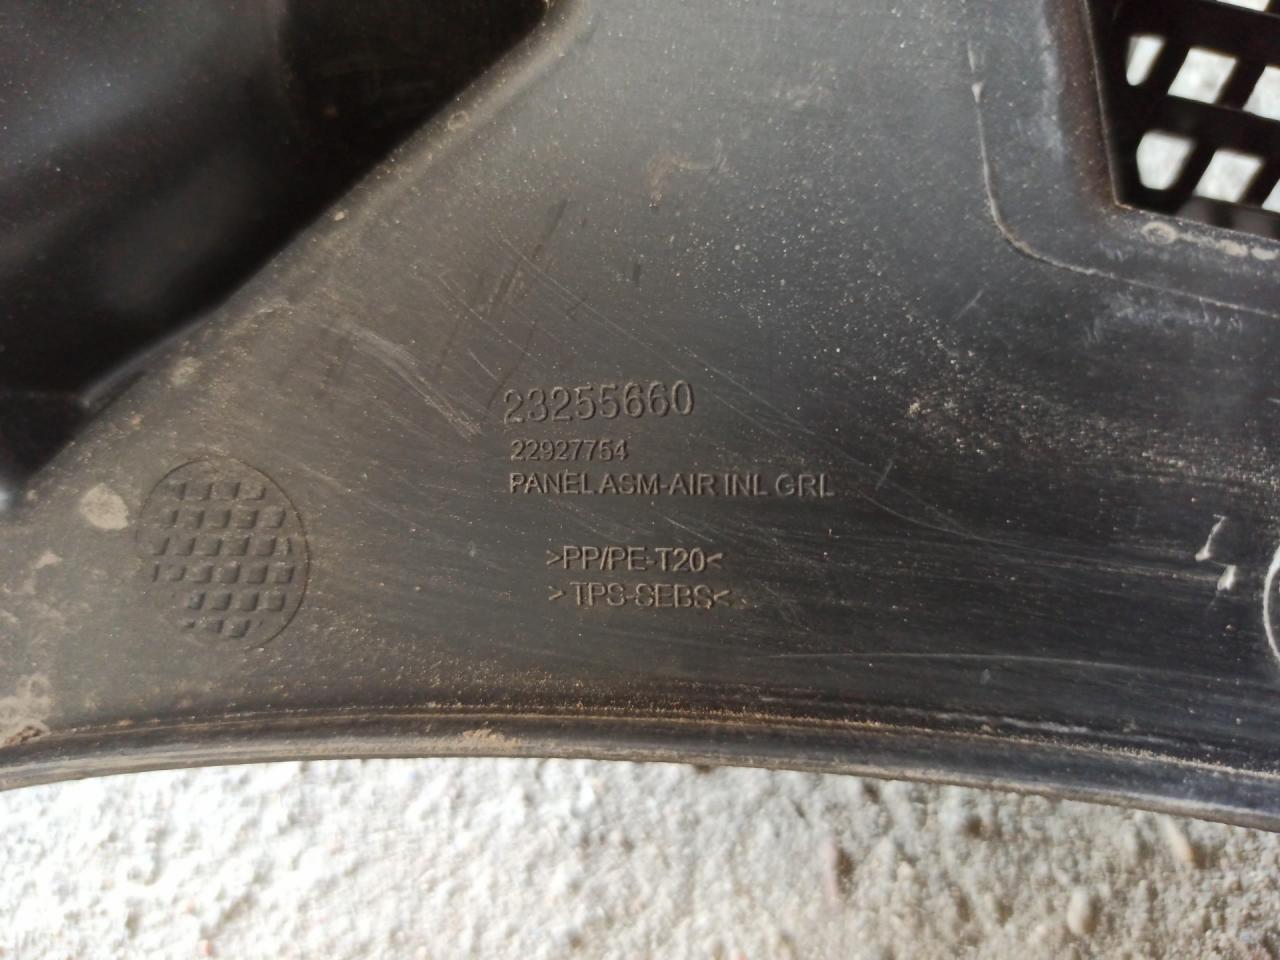 23255660
22927754
PANEL ASM-AIR INL GRL
>PP/PE-T20<
>TPS-SEBS<